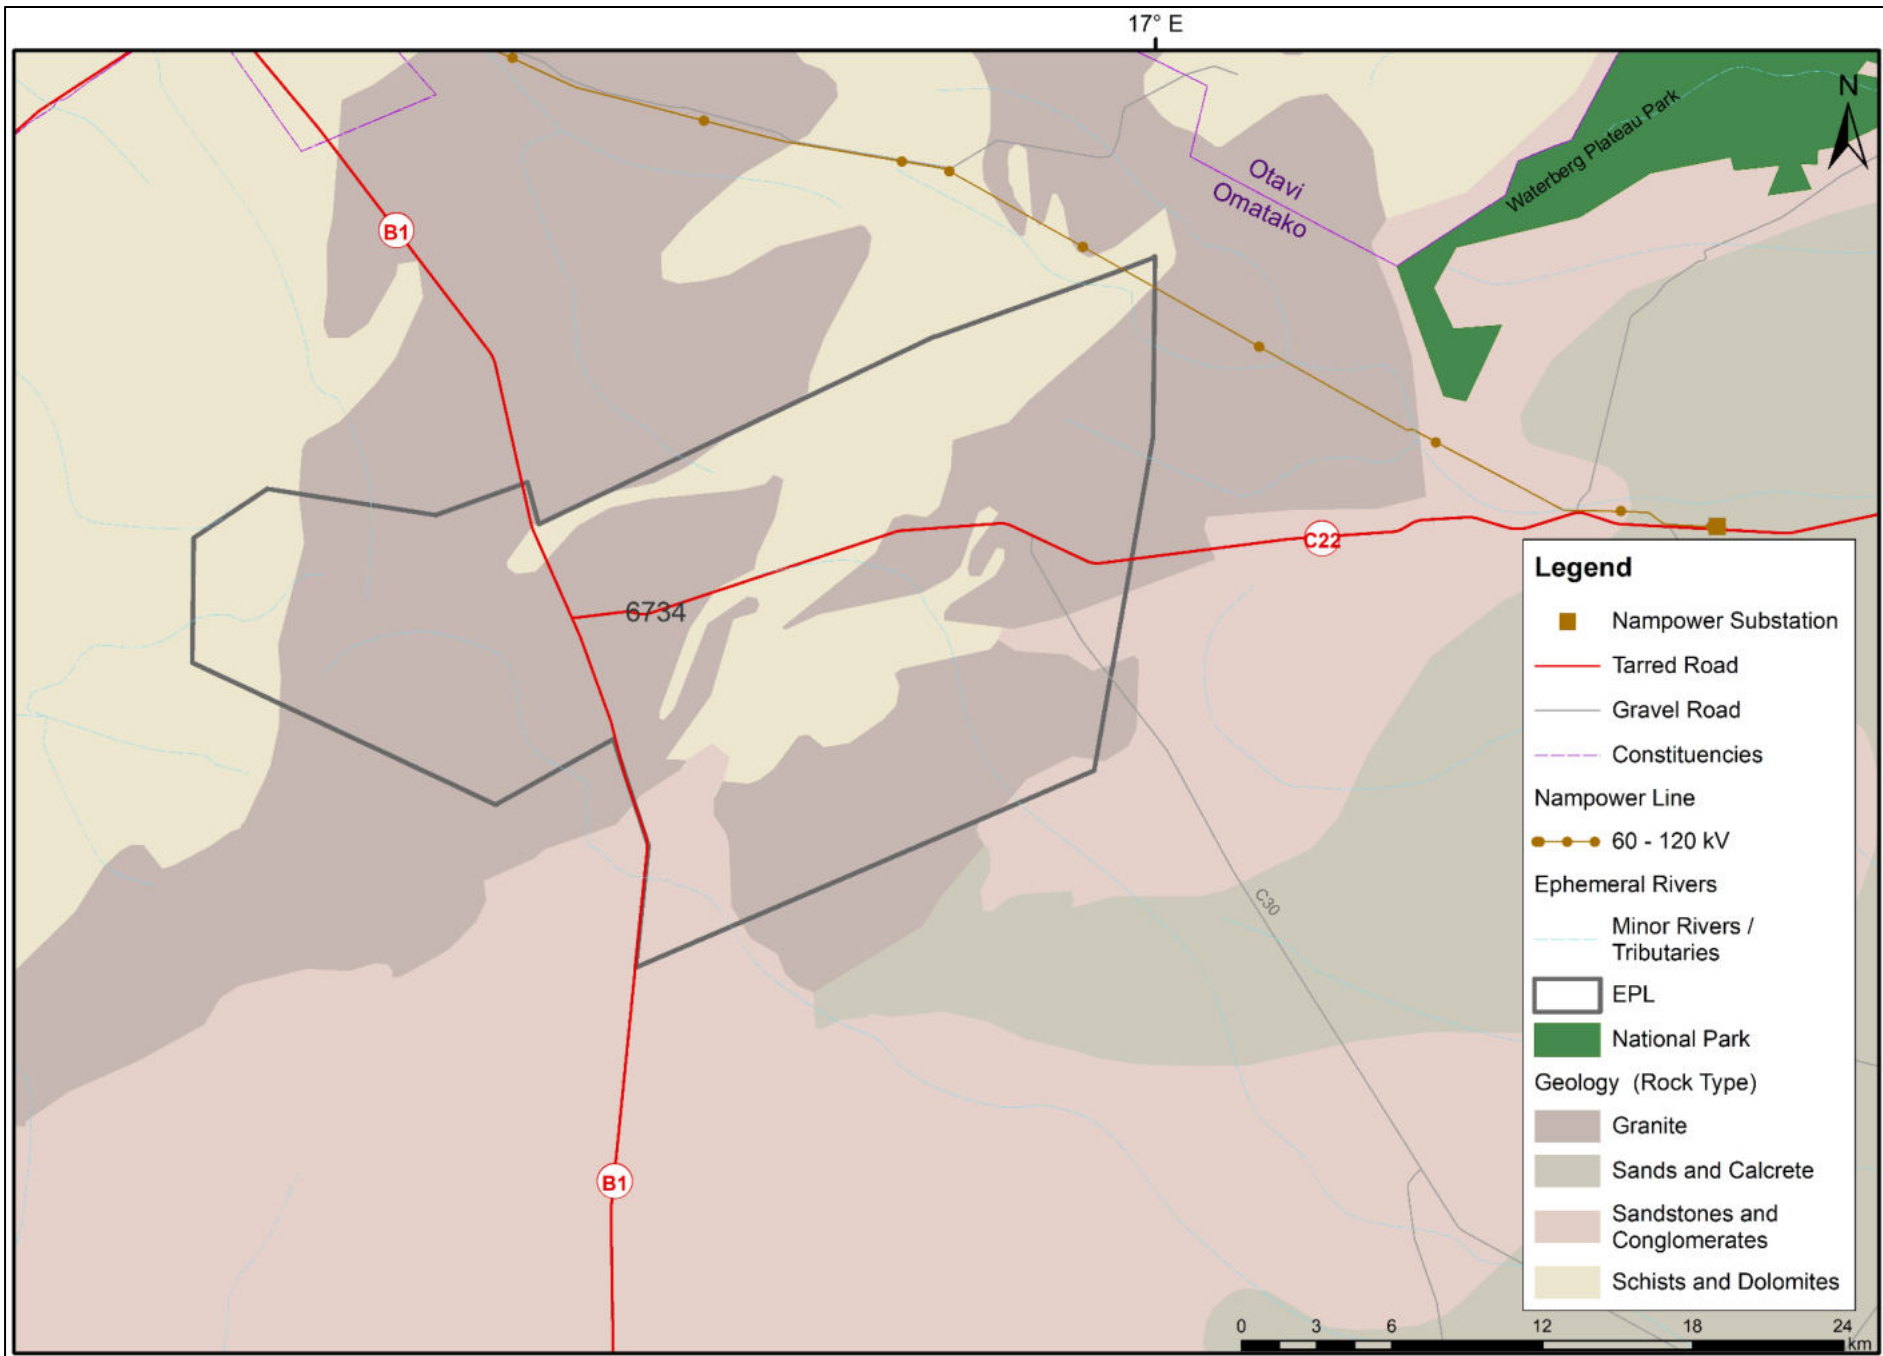 17° E
N
Waterberg Plateau Park
Otavi
Omatako
B1
C22
6734
C30
B1
Legend
Nampower Substation
Tarred Road
Gravel Road
Constituencies
Nampower Line
60 - 120 kV
Ephemeral Rivers
Minor Rivers /
Tributaries
EPL
National Park
Geology (Rock Type)
Granite
Sands and Calcrete
Sandstones and
Conglomerates
Schists and Dolomites
0 3 6 12 18 24
km